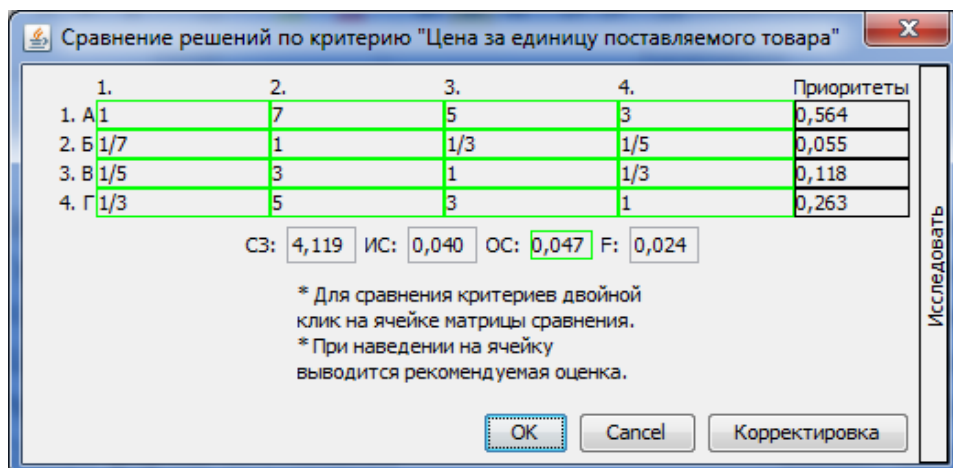 Сравнение решений по критерию "Цена за единицу поставляемого товара"
1. 2. 3. 4. Приоритеты
1. А 1 7 5 3 0,564
2. Б 1/7 1 1/3 1/5 0,055
3. В 1/5 3 1 1/3 0,118
4. Г 1/3 5 3 1 0,263
СЗ: 4,119 ИС: 0,040 ОС: 0,047 F: 0,024
* Для сравнения критериев двойной
клик на ячейке матрицы сравнения.
* При наведении на ячейку
выводится рекомендуемая оценка.
OK Cancel Корректировка
Исследовать